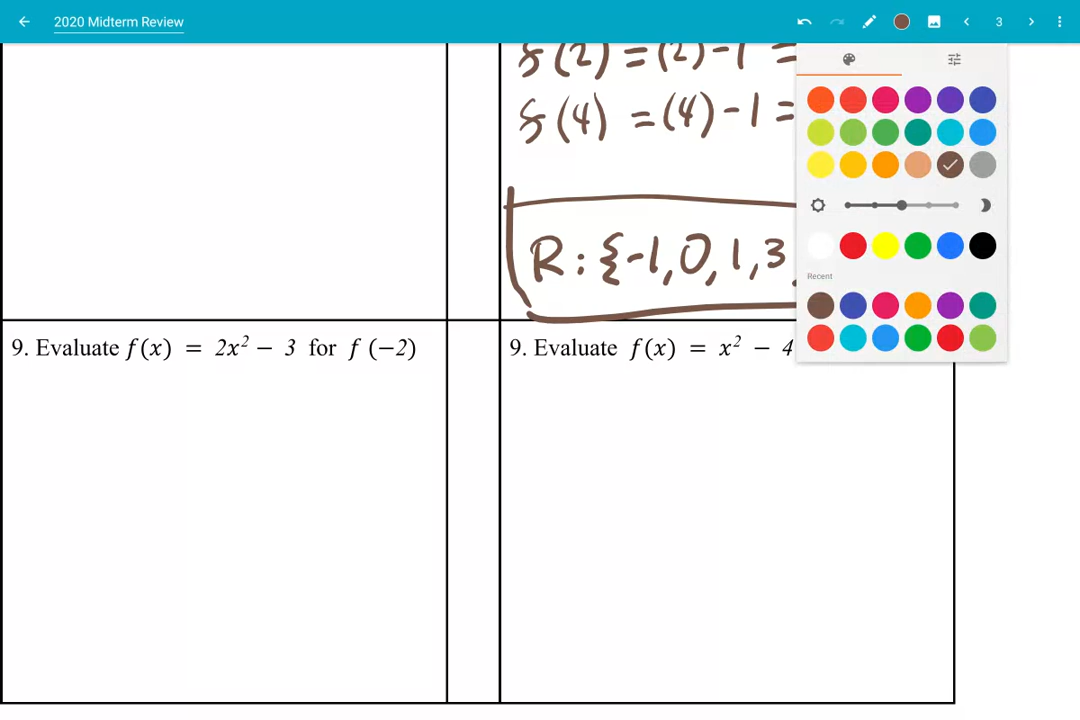 2020 Midterm Review
3
f(2) = (2) - 1 =
f(4) = (4) - 1 =
R: {-1, 0, 1, 3
Recent
9. Evaluate f(x) = 2x² − 3 for f(−2)
9. Evaluate f(x) = x² − 4